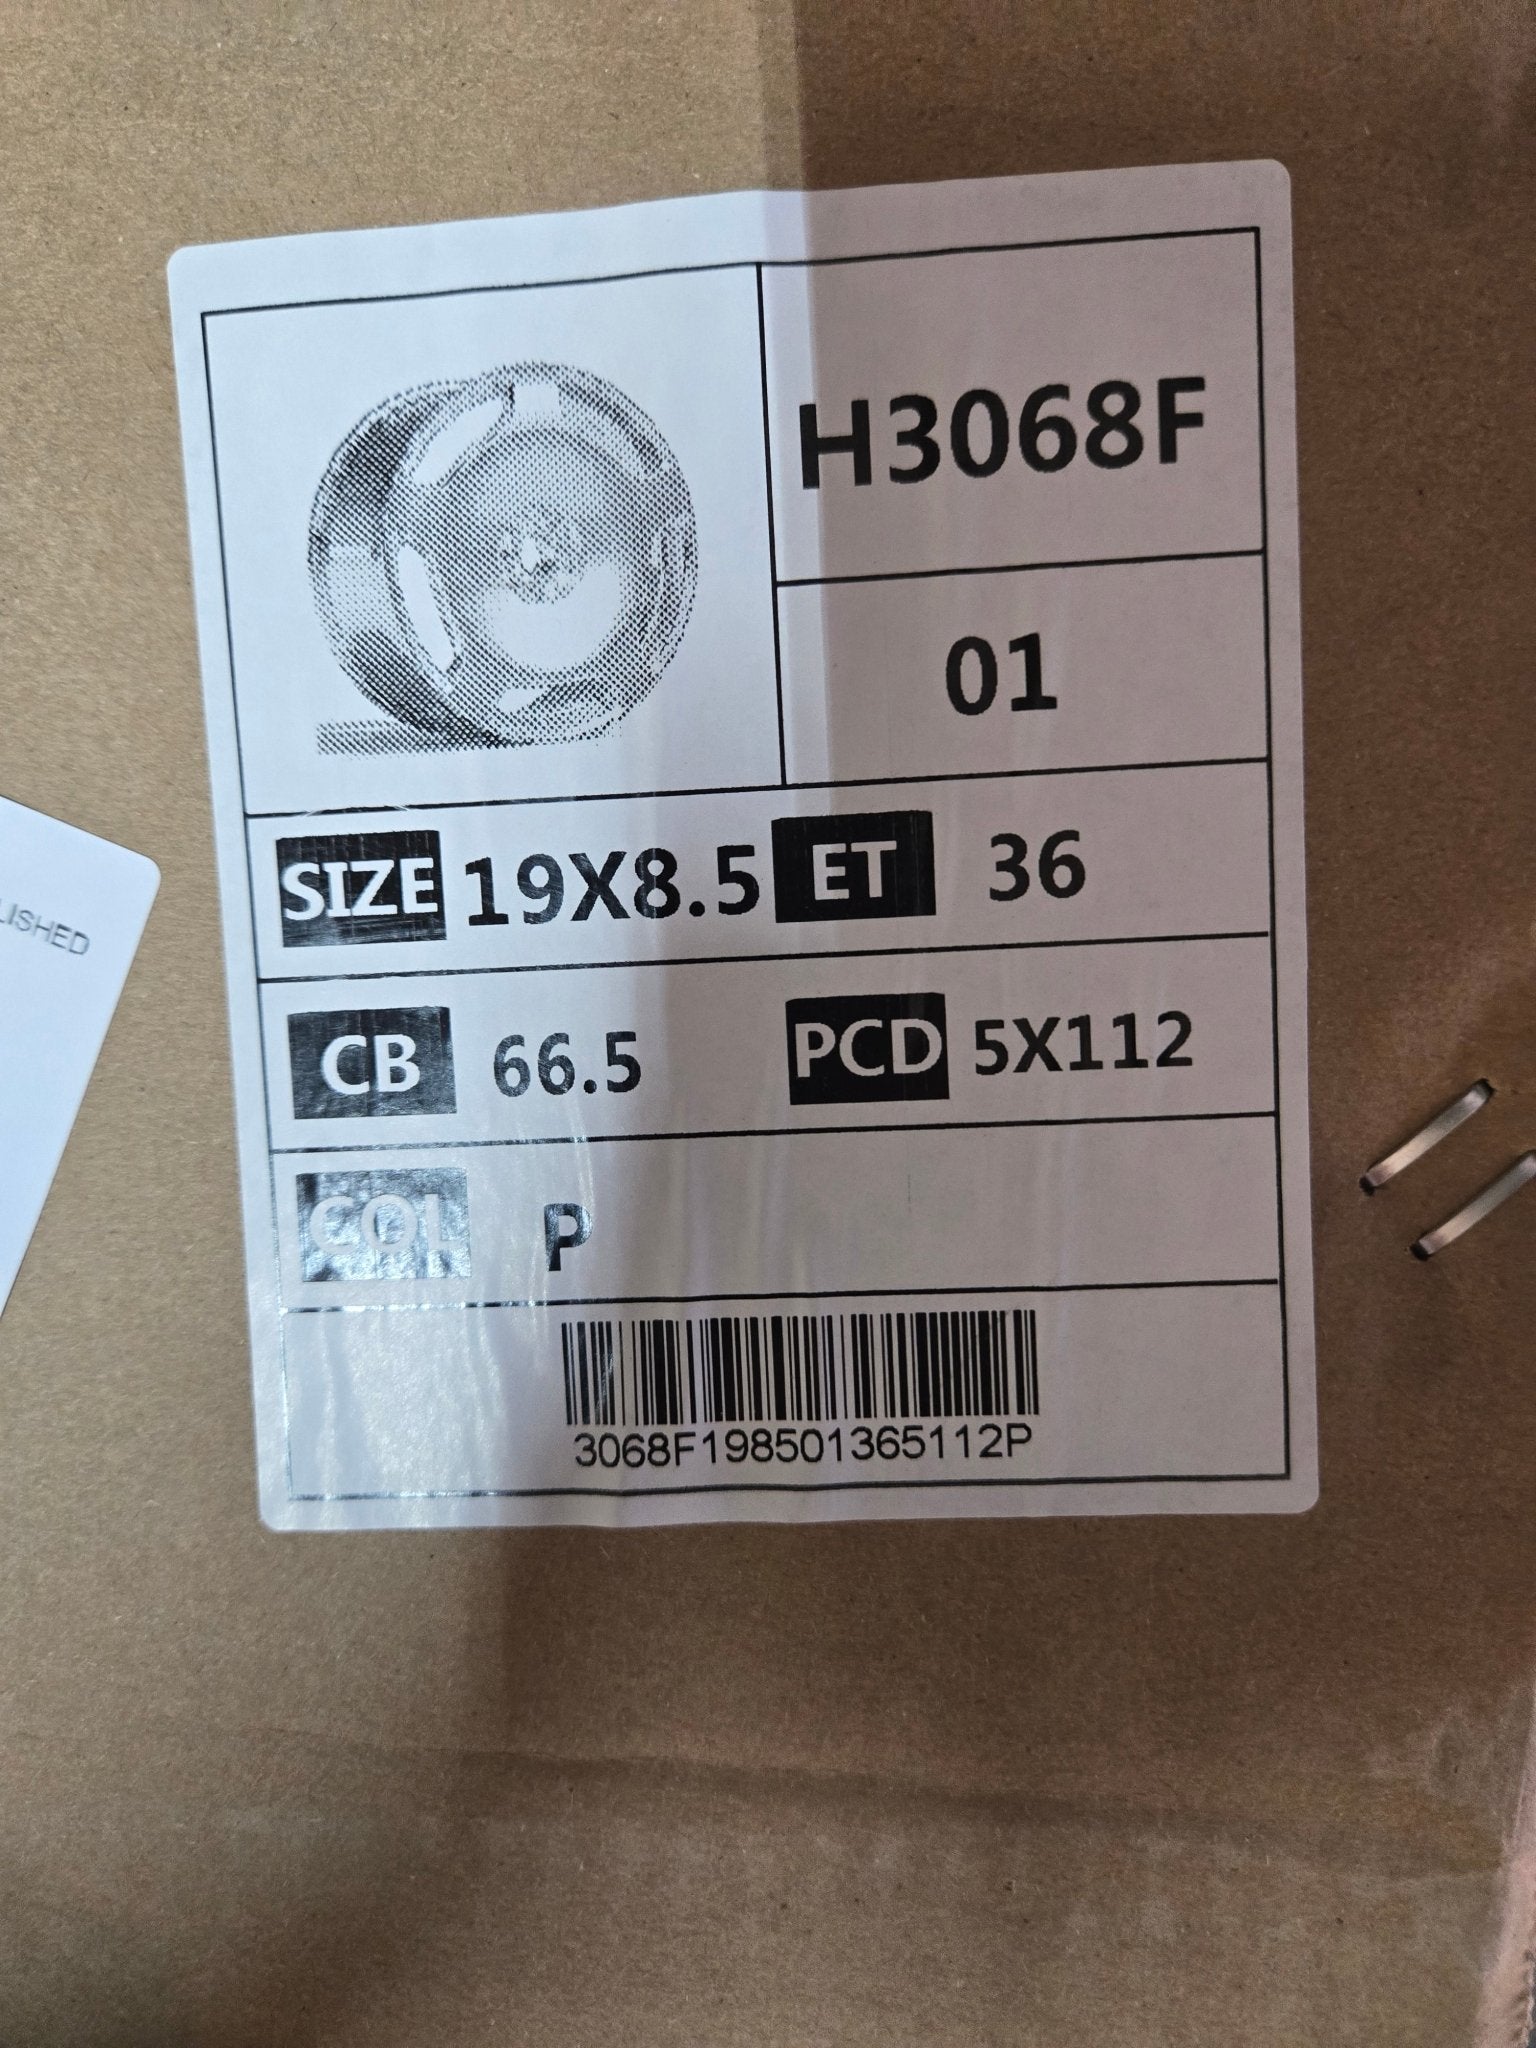 H3068F
01
SIZE 19X8.5 ET 36
CB 66.5 PCD 5X112
COL P
3068F198501365112P
LISHED